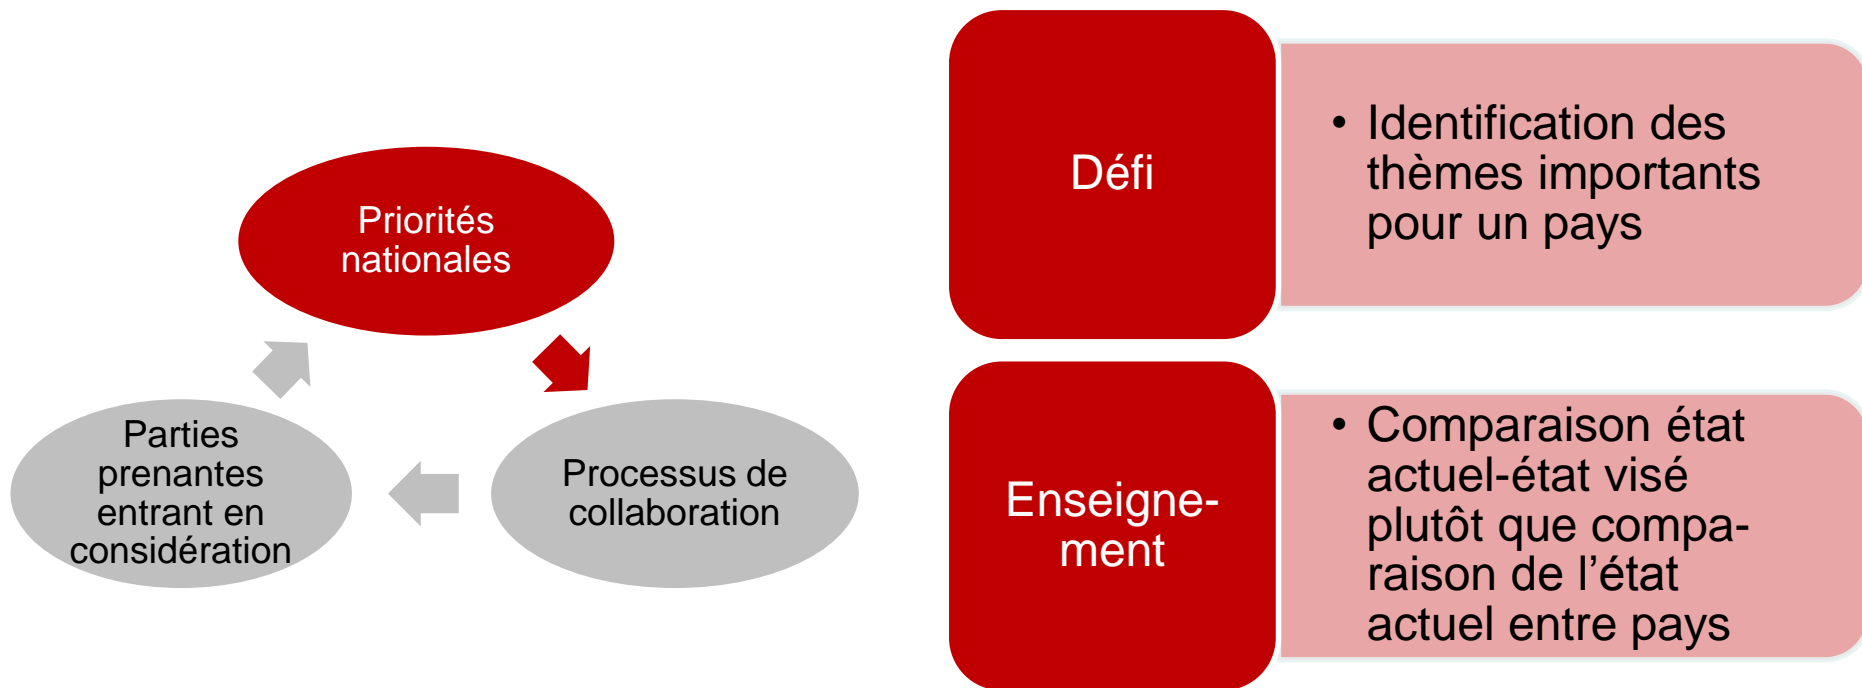 Priorités
nationales
Parties
prenantes
entrant en
considération
Processus de
collaboration
Défi
• Identification des
thèmes importants
pour un pays
Enseigne-
ment
• Comparaison état
actuel-état visé
plutôt que compa-
raison de l’état
actuel entre pays